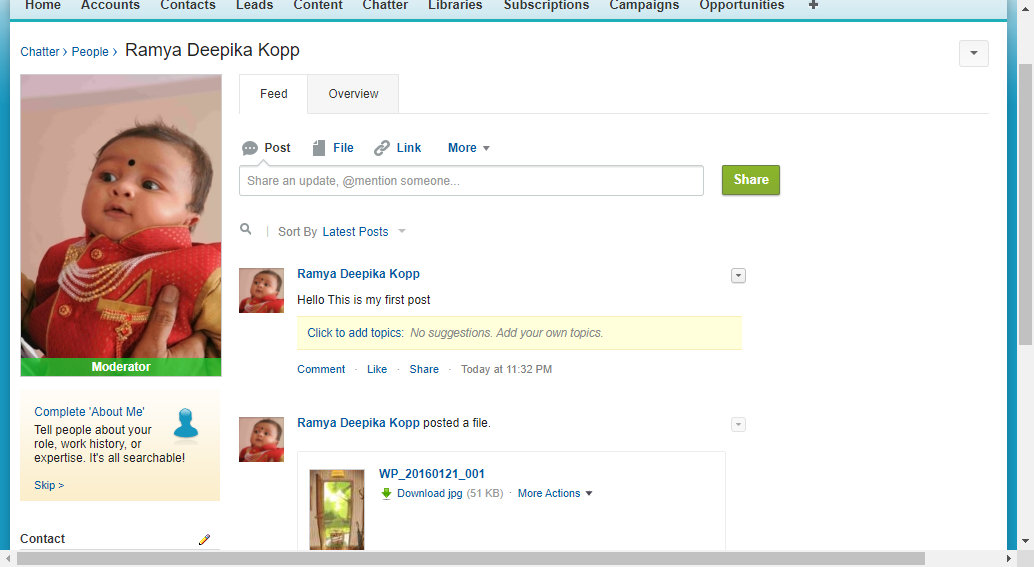 Home Accounts Contacts Leads Content Chatter Libraries Subscriptions Campaigns Opportunities +
Chatter › People › Ramya Deepika Kopp
Feed Overview
Post File Link More
Share an update, @mention someone... Share
Sort By Latest Posts
Ramya Deepika Kopp
Hello This is my first post
Click to add topics: No suggestions. Add your own topics.
Comment · Like · Share · Today at 11:32 PM
Moderator
Complete 'About Me'
Tell people about your
role, work history, or
expertise. It's all searchable!
Skip >
Contact
Ramya Deepika Kopp posted a file.
WP_20160121_001
Download jpg (51 KB) · More Actions